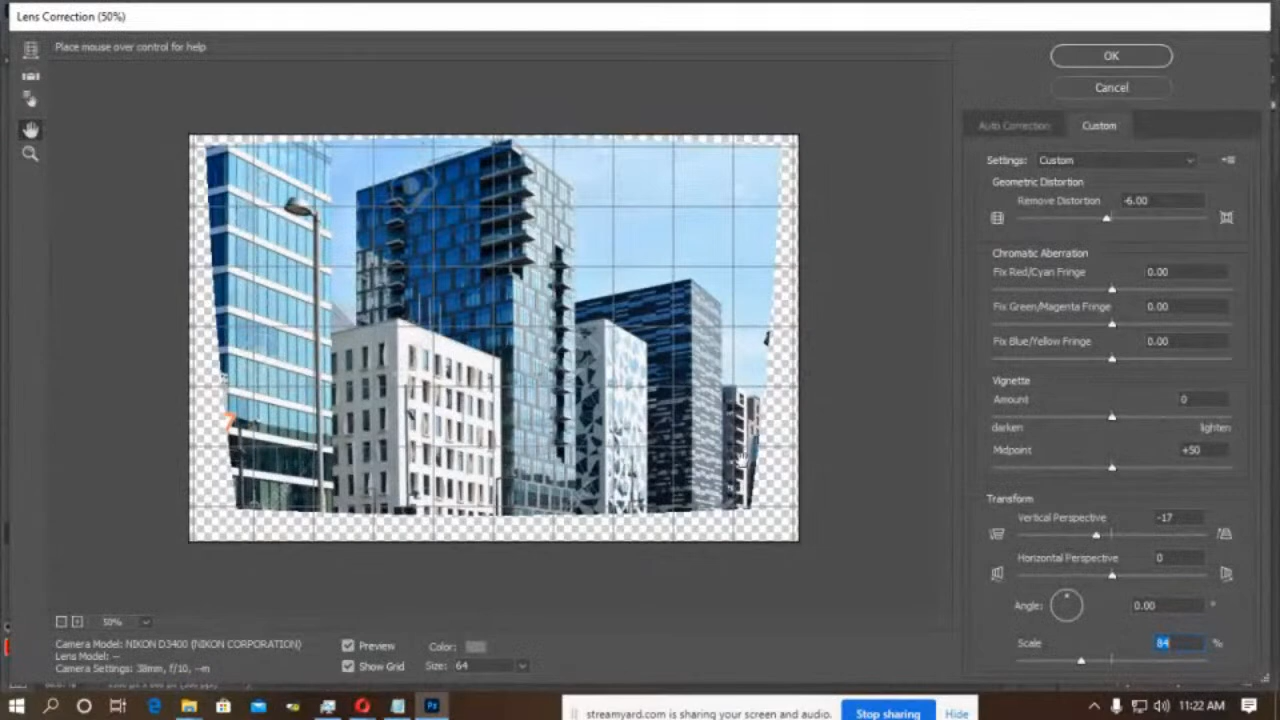 Lens Correction (50%)
Place mouse over control for help
OK
Cancel
Auto Correction
Custom
Settings: Custom
Geometric Distortion
Remove Distortion -6.00
Chromatic Aberration
Fix Red/Cyan Fringe 0.00
Fix Green/Magenta Fringe 0.00
Fix Blue/Yellow Fringe 0.00
Vignette
Amount 0
darken lighten
Midpoint +50
Transform
Vertical Perspective -17
Horizontal Perspective 0
Angle: 0.00 °
Scale 84 %
50%
Camera Model: NIKON D3400 (NIKON CORPORATION)
Lens Model: --
Camera Settings: 38mm, f/10, --m
Preview
Color:
Show Grid
Size: 64
streamyard.com is sharing your screen and audio.
Stop sharing
Hide
Ps
11:22 AM